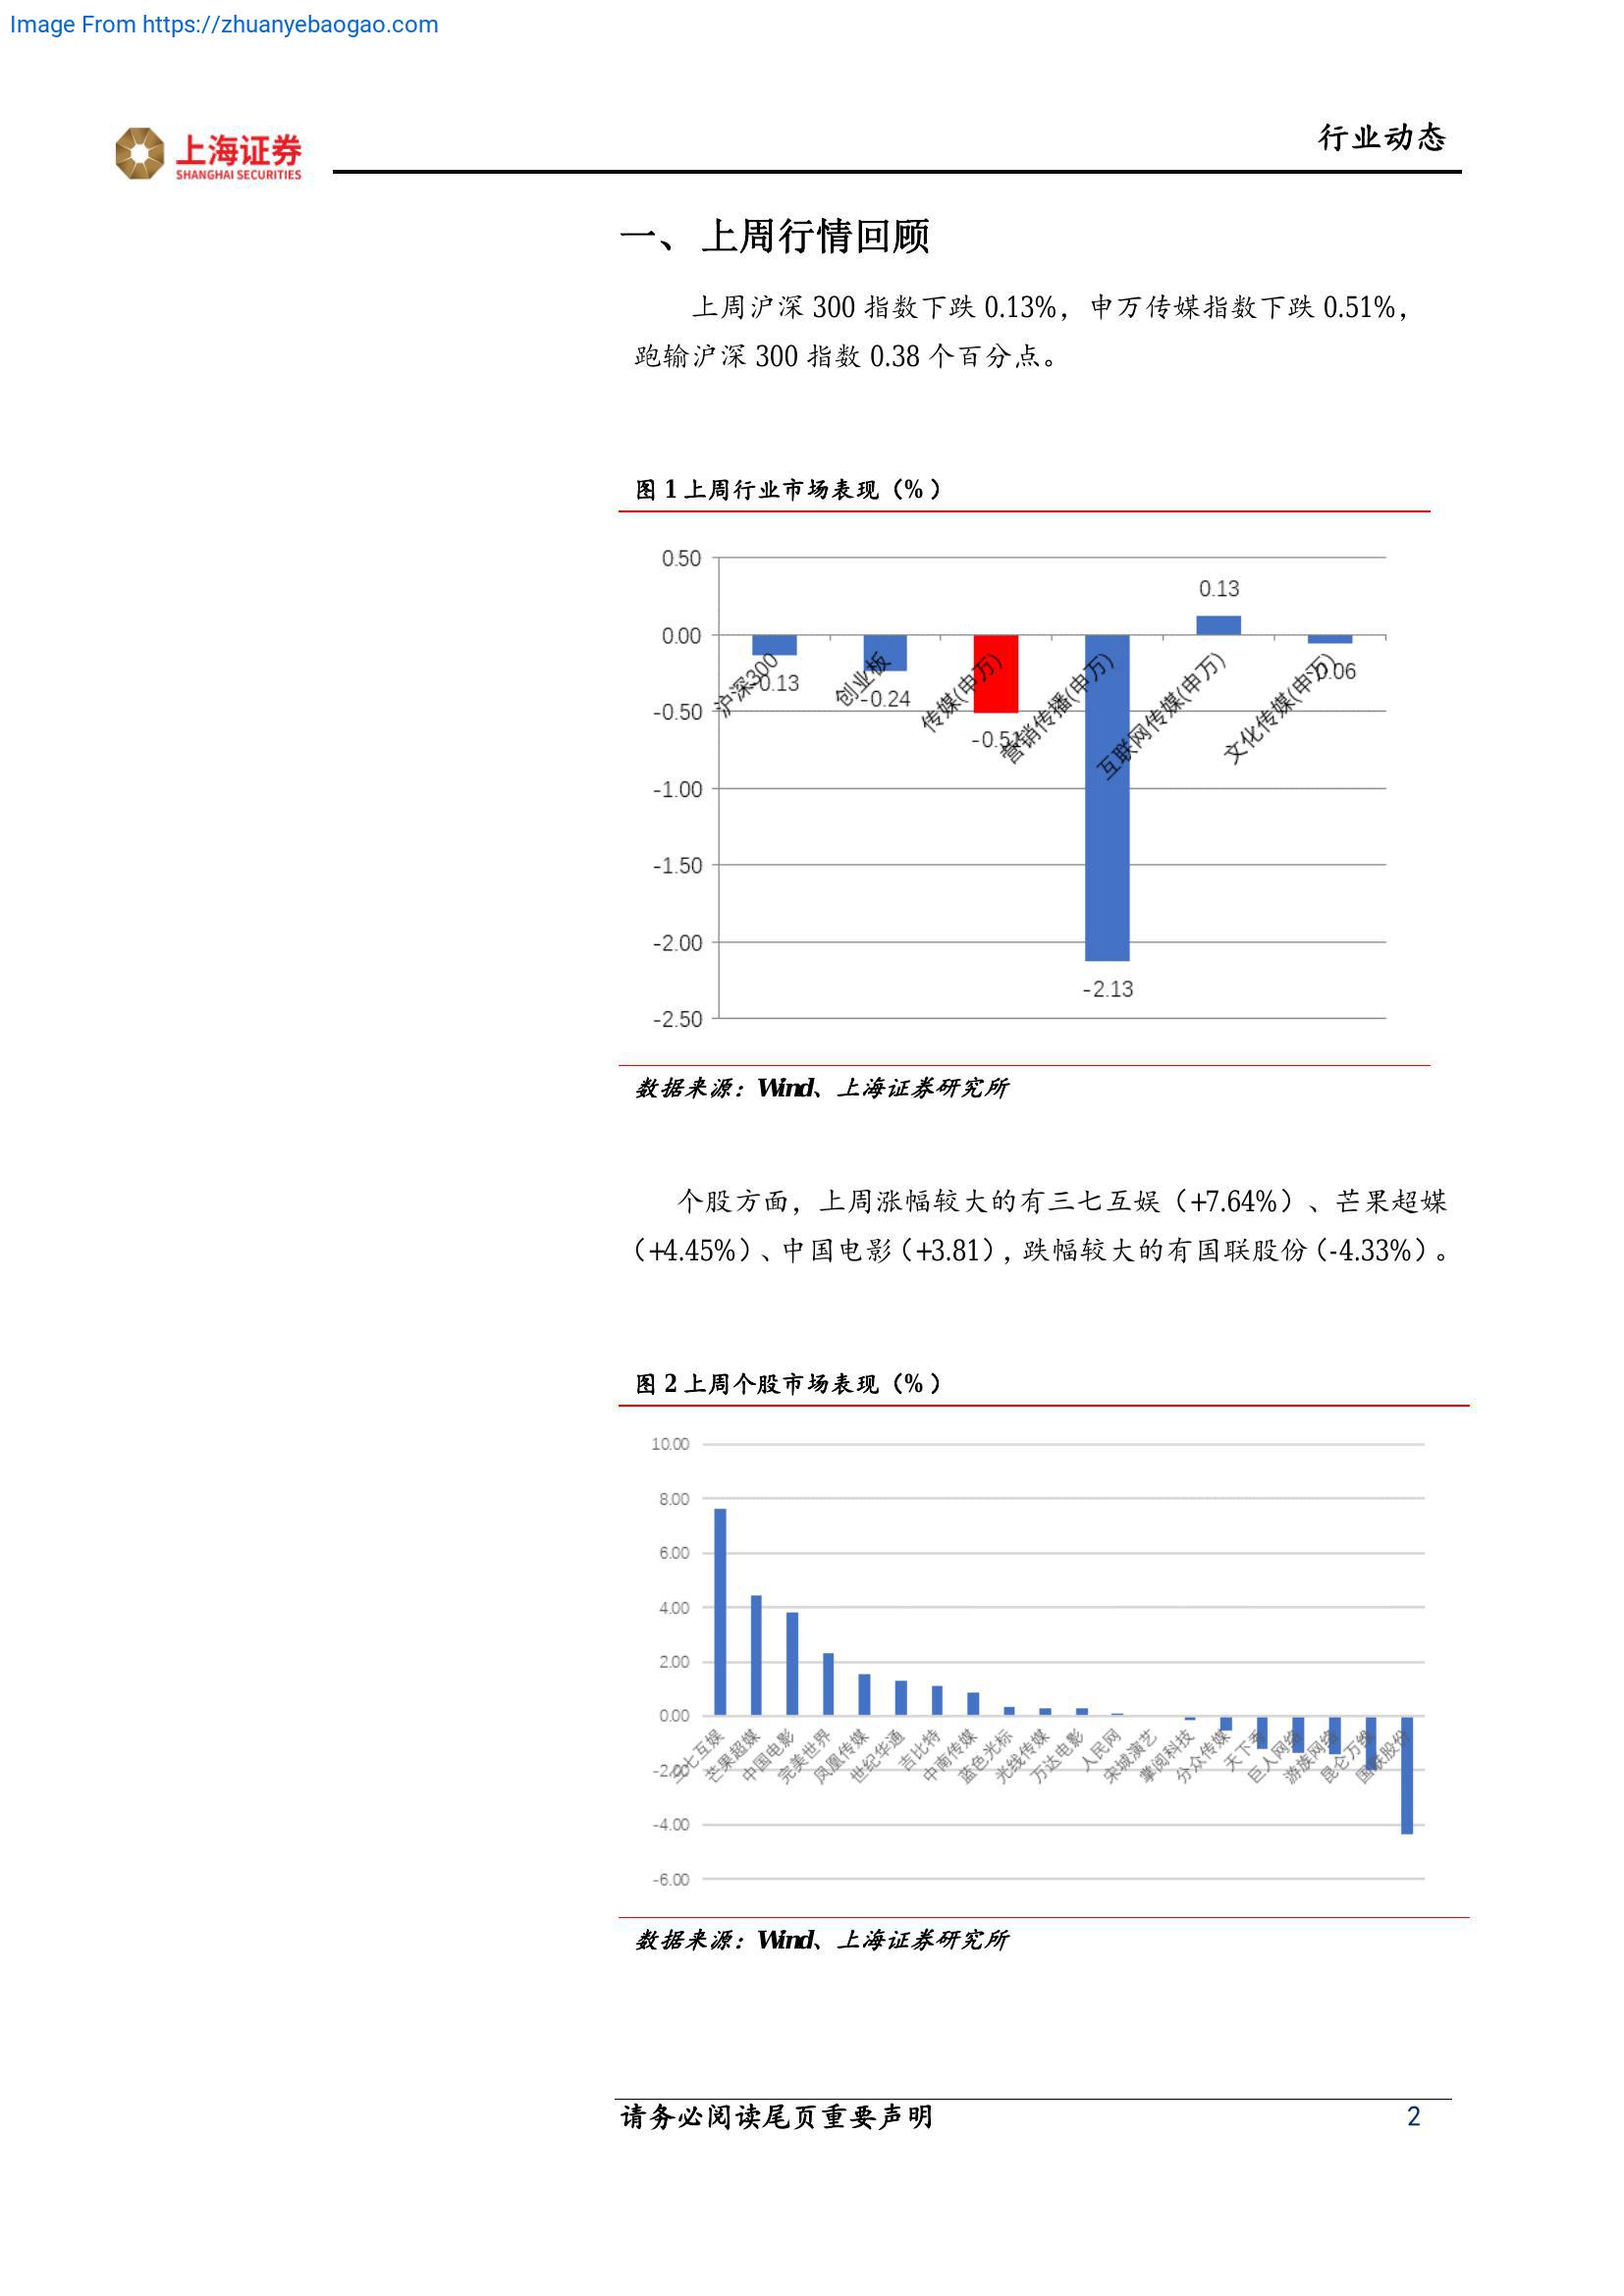 Image From https://zhuanyebaogao.com
上海证券
SHANGHAI SECURITIES
行业动态
一、 上周行情回顾
上周沪深 300 指数下跌 0.13%，申万传媒指数下跌 0.51%，
跑输沪深 300 指数 0.38 个百分点。
图 1 上周行业市场表现（%）
0.50
0.00
-0.50
-1.00
-1.50
-2.00
-2.50
沪深300
创业板
传媒(申万)
营销传播(申万)
互联网传媒(申万)
文化传媒(申万)
-0.13
-0.24
-0.51
-2.13
0.13
-0.06
数据来源：Wind、上海证券研究所
个股方面，上周涨幅较大的有三七互娱（+7.64%）、芒果超媒
（+4.45%）、中国电影（+3.81），跌幅较大的有国联股份（-4.33%）。
图 2 上周个股市场表现（%）
10.00
8.00
6.00
4.00
2.00
0.00
-2.00
-4.00
-6.00
三七互娱
芒果超媒
中国电影
完美世界
凤凰传媒
世纪华通
吉比特
中南传媒
蓝色光标
光线传媒
万达电影
人民网
宋城演艺
掌阅科技
分众传媒
天下秀
巨人网络
游族网络
昆仑万维
国联股份
数据来源：Wind、上海证券研究所
请务必阅读尾页重要声明
2